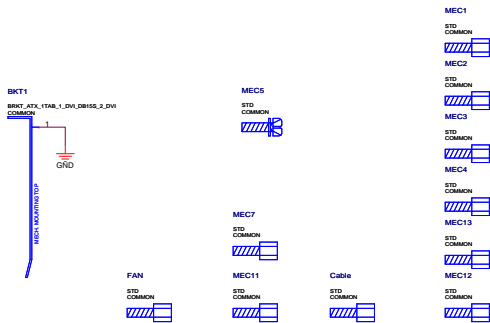 MEC1
STD
COMMON
MEC2
STD
COMMON
MEC3
STD
COMMON
MEC4
STD
COMMON
MEC13
STD
COMMON
MEC12
STD
COMMON
BKT1
BRKT_ATX_1TAB_1_DVI_DB15S_2_DVI
COMMON
1
GND
MECH. MOUNTING TOP
MEC5
STD
COMMON
MEC7
STD
COMMON
FAN
STD
COMMON
MEC11
STD
COMMON
Cable
STD
COMMON